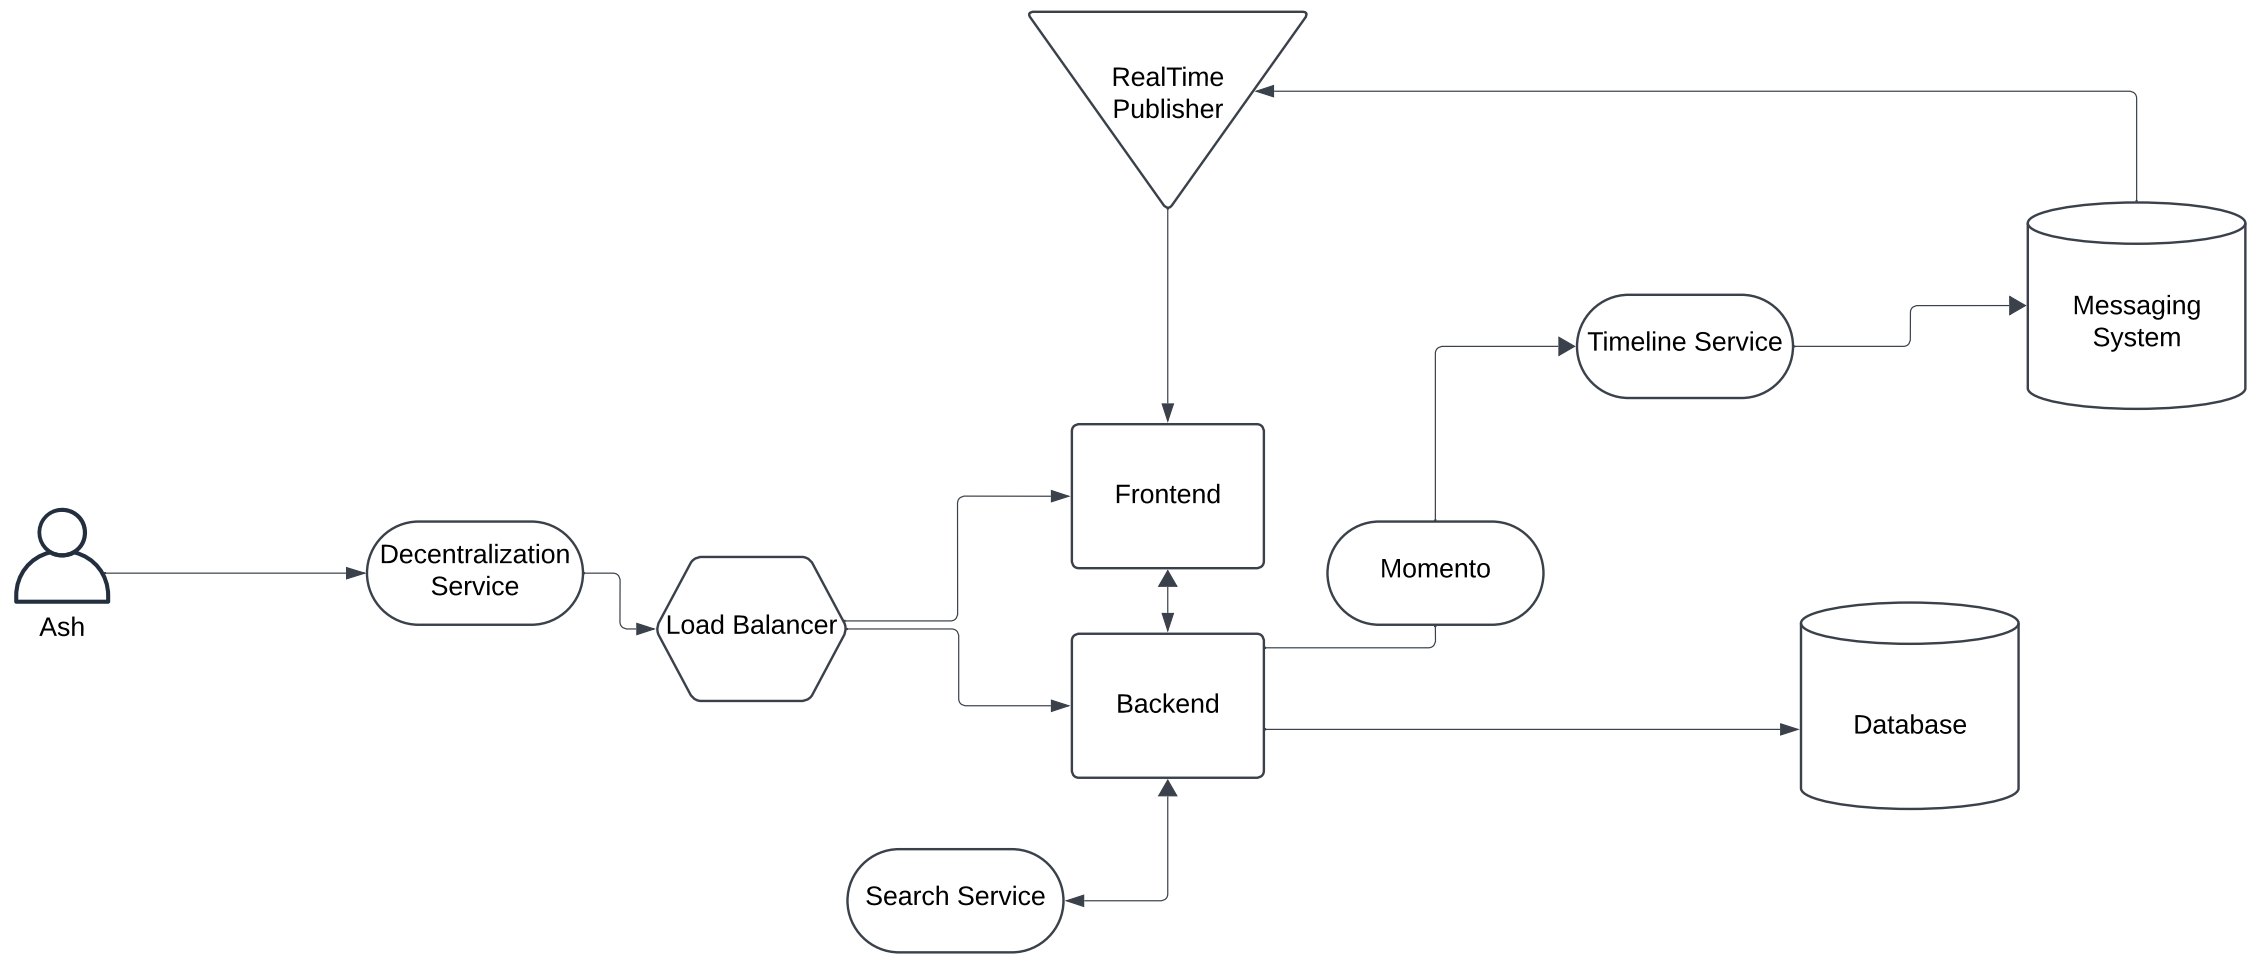 RealTime
Publisher
Messaging
System
Timeline Service
Frontend
Decentralization
Service
Momento
Ash
Load Balancer
Backend
Database
Search Service